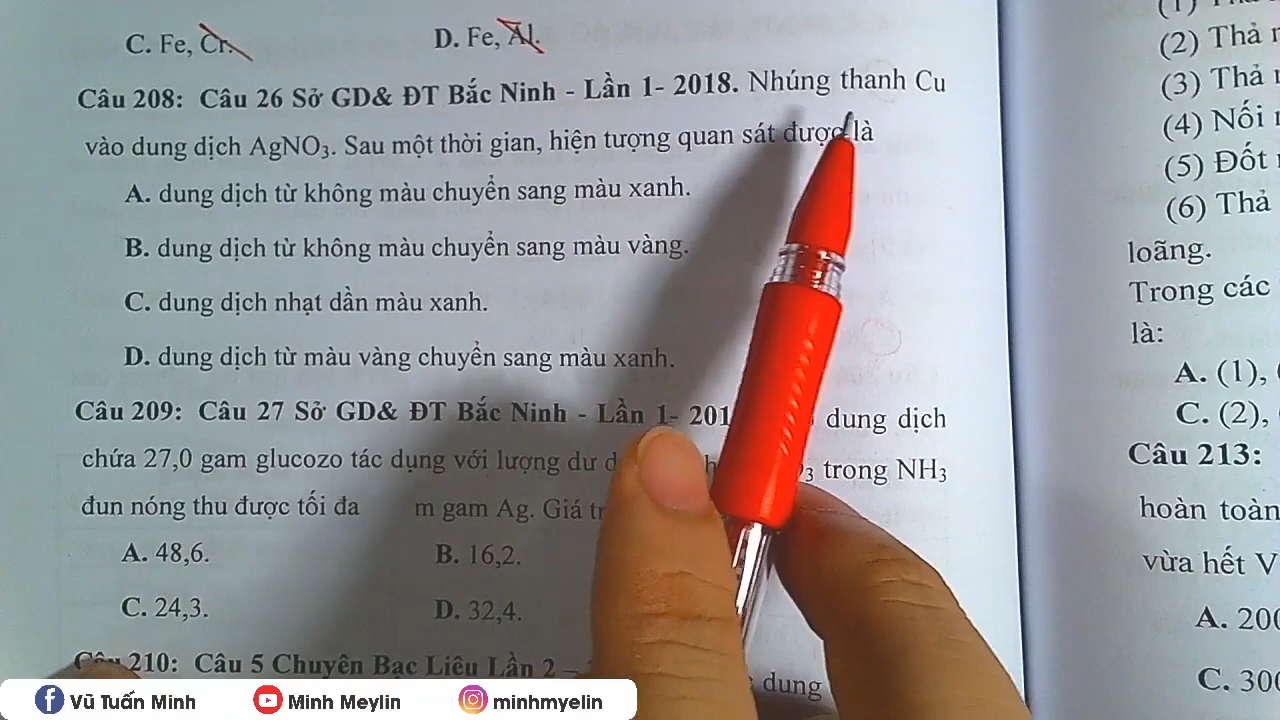 C. Fe, Cr. D. Fe, Al.
Câu 208: Câu 26 Sở GD& ĐT Bắc Ninh - Lần 1- 2018. Nhúng thanh Cu
vào dung dịch AgNO₃. Sau một thời gian, hiện tượng quan sát được là
A. dung dịch từ không màu chuyển sang màu xanh.
B. dung dịch từ không màu chuyển sang màu vàng.
C. dung dịch nhạt dần màu xanh.
D. dung dịch từ màu vàng chuyển sang màu xanh.
Câu 209: Câu 27 Sở GD& ĐT Bắc Ninh - Lần 1- 201 dung dịch
chứa 27,0 gam glucozo tác dụng với lượng dư trong NH₃
đun nóng thu được tối đa m gam Ag. Giá
A. 48,6. B. 16,2.
C. 24,3. D. 32,4.
Câu 210: Câu 5 Chuyên Bạc Liêu Lần 2 –
dung
(1)
(2) Thả
(3) Thả
(4) Nối
(5) Đốt
(6) Thả
loãng.
Trong các
là:
A. (1),
C. (2),
Câu 213:
hoàn toàn
vừa hết V
A. 200
C. 300
Vũ Tuấn Minh Minh Meylin minhmyelin